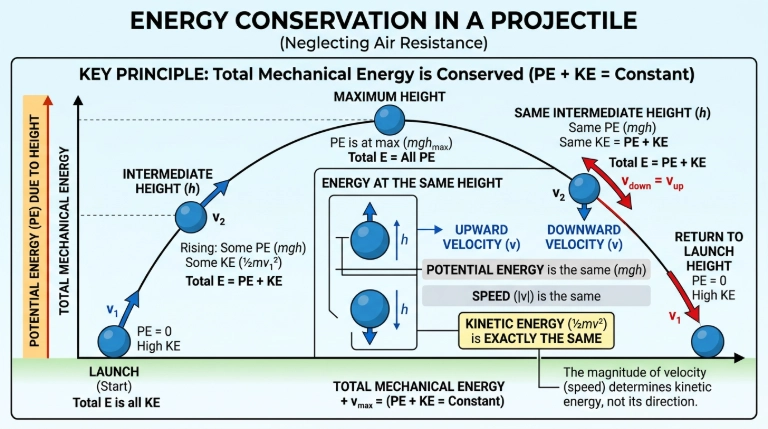 ENERGY CONSERVATION IN A PROJECTILE
(Neglecting Air Resistance)
KEY PRINCIPLE: Total Mechanical Energy is Conserved (PE + KE = Constant)
POTENTIAL ENERGY (PE) DUE TO HEIGHT
TOTAL MECHANICAL ENERGY
MAXIMUM HEIGHT
PE is at max (mghₘₐₓ)
Total E = All PE
INTERMEDIATE
HEIGHT (h)
v₂
Rising: Some PE (mgh)
Some KE (½mv₁²)
Total E = PE + KE
v₁
PE = 0
High KE
LAUNCH
(Start)
Total E is all KE
ENERGY AT THE SAME HEIGHT
h
h
UPWARD
VELOCITY (v)
DOWNWARD
VELOCITY (v)
POTENTIAL ENERGY is the same (mgh)
SPEED (|v|) is the same
KINETIC ENERGY (½mv²)
is EXACTLY THE SAME
SAME INTERMEDIATE HEIGHT (h)
Same PE (mgh)
Same KE = PE + KE
Total E = PE + KE
v_down = v_up
v₂
RETURN TO
LAUNCH
HEIGHT
PE = 0
High KE
v₁
TOTAL MECHANICAL ENERGY
+ vₘₐₓ = (PE + KE = Constant)
The magnitude of velocity
(speed) determines kinetic
energy, not its direction.